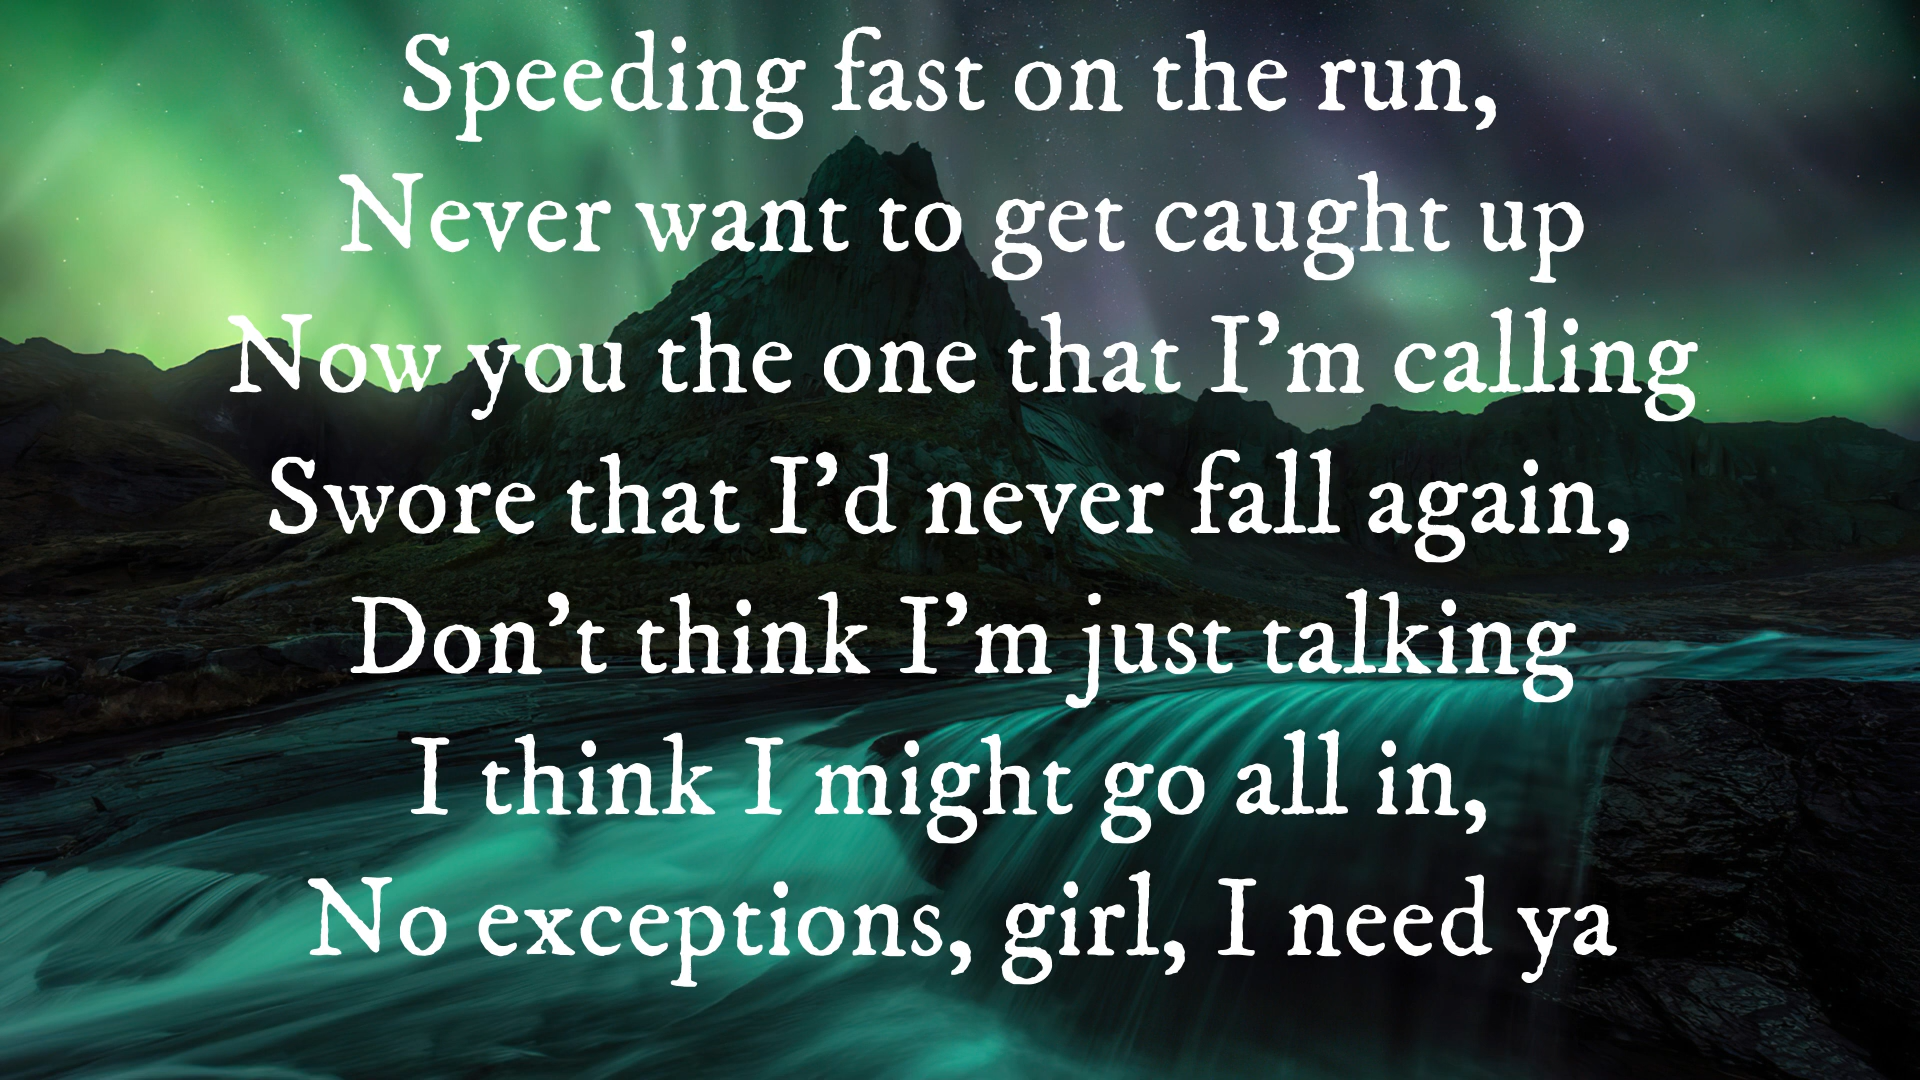 Speeding fast on the run,
Never want to get caught up
Now you the one that I'm calling
Swore that I'd never fall again,
Don't think I'm just talking
I think I might go all in,
No exceptions, girl, I need ya